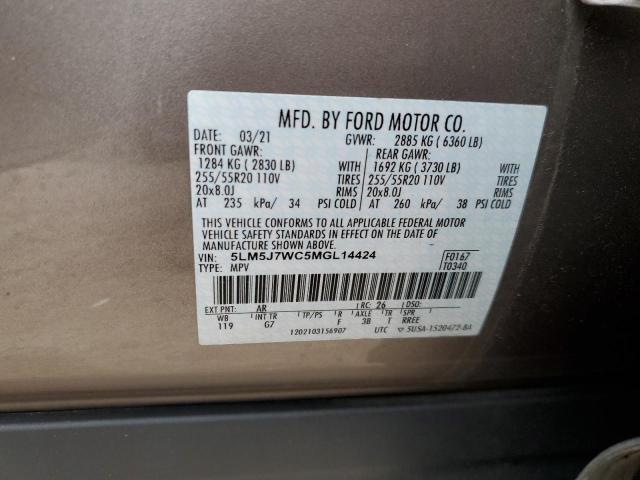 MFD. BY FORD MOTOR CO.
DATE: 03/21 GVWR: 2885 KG (6360 LB)
FRONT GAWR: REAR GAWR:
1284 KG (2830 LB) WITH 1692 KG (3730 LB) WITH
255/55R20 110V TIRES 255/55R20 110V TIRES
20x8.0J RIMS 20x8.0J RIMS
AT 235 kPa/ 34 PSI COLD AT 260 kPa/ 38 PSI COLD
THIS VEHICLE CONFORMS TO ALL APPLICABLE FEDERAL MOTOR
VEHICLE SAFETY STANDARDS IN EFFECT ON THE DATE OF
MANUFACTURE SHOWN ABOVE.
VIN: 5LM5J7WC5MGL14424 F0167
TYPE: MPV T0340
EXT PNT: AR RC: 26 DSO:
WB INT TR TP/PS R AXLE TR SPR
119 G7 F 3B T RREE
1202103156907 UTC ▽ 5USA-1520472-BA